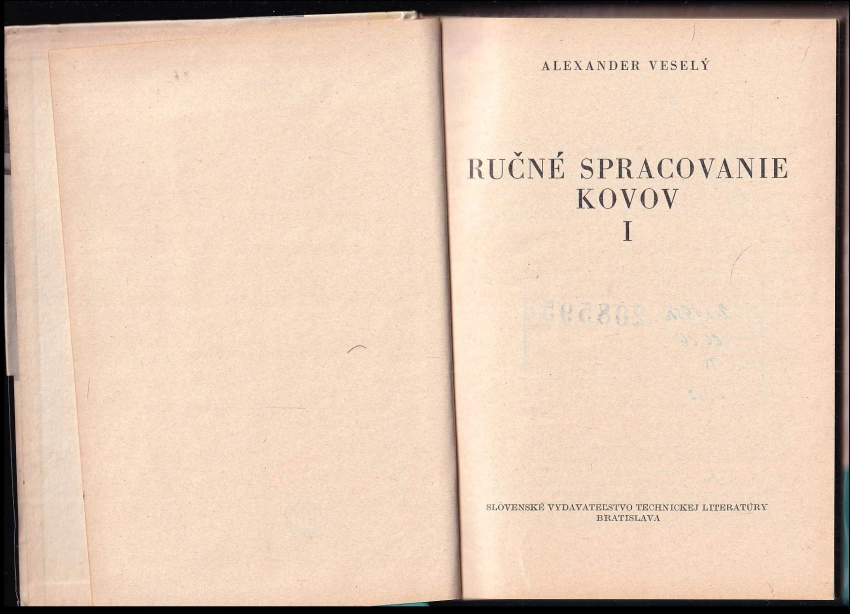 ALEXANDER VESELÝ
RUČNÉ SPRACOVANIE
KOVOV
I
SLOVENSKÉ VYDAVATEĽSTVO TECHNICKEJ LITERATÚRY
BRATISLAVA